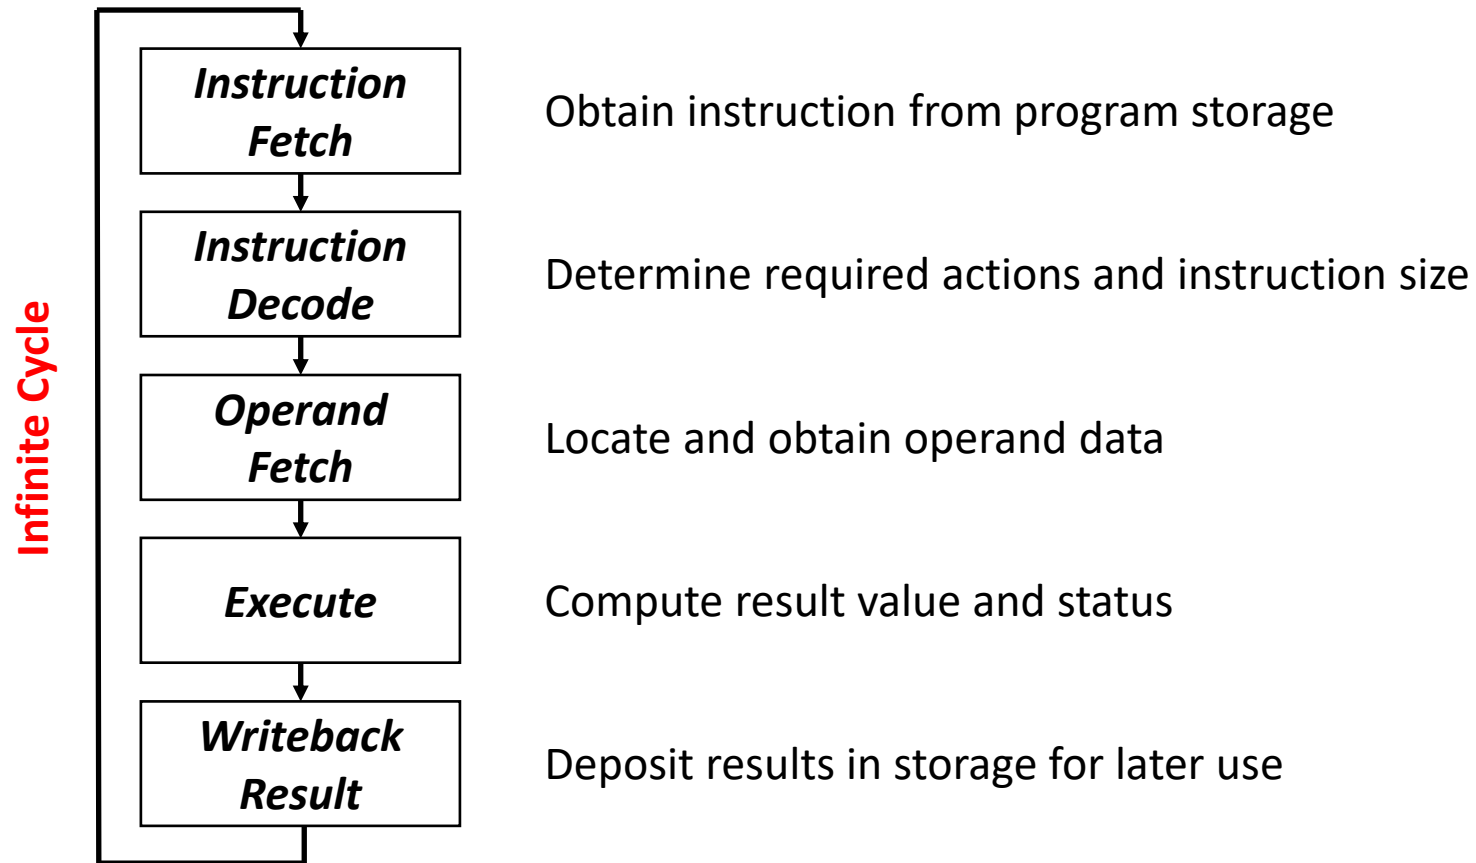 Infinite Cycle
Instruction
Fetch
Obtain instruction from program storage
Instruction
Decode
Determine required actions and instruction size
Operand
Fetch
Locate and obtain operand data
Execute
Compute result value and status
Writeback
Result
Deposit results in storage for later use